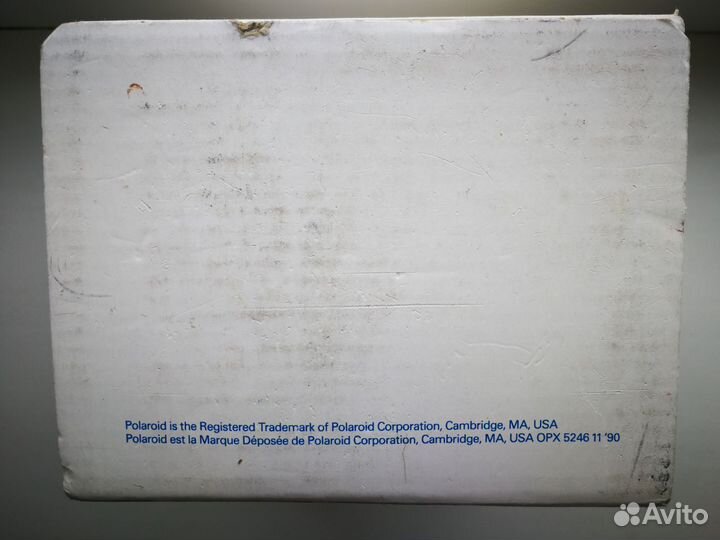 Polaroid is the Registered Trademark of Polaroid Corporation, Cambridge, MA, USA
Polaroid est la Marque Déposée de Polaroid Corporation, Cambridge, MA, USA OPX 5246 11 '90
Avito